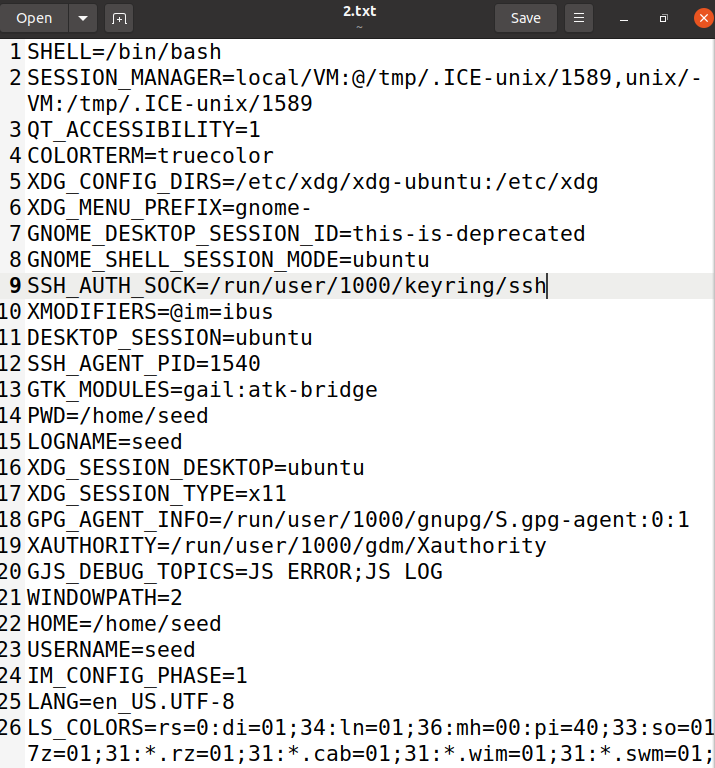 Open
2.txt
~
Save
1 SHELL=/bin/bash
2 SESSION_MANAGER=local/VM:@/tmp/.ICE-unix/1589,unix/-
VM:/tmp/.ICE-unix/1589
3 QT_ACCESSIBILITY=1
4 COLORTERM=truecolor
5 XDG_CONFIG_DIRS=/etc/xdg/xdg-ubuntu:/etc/xdg
6 XDG_MENU_PREFIX=gnome-
7 GNOME_DESKTOP_SESSION_ID=this-is-deprecated
8 GNOME_SHELL_SESSION_MODE=ubuntu
9 SSH_AUTH_SOCK=/run/user/1000/keyring/ssh
10 XMODIFIERS=@im=ibus
11 DESKTOP_SESSION=ubuntu
12 SSH_AGENT_PID=1540
13 GTK_MODULES=gail:atk-bridge
14 PWD=/home/seed
15 LOGNAME=seed
16 XDG_SESSION_DESKTOP=ubuntu
17 XDG_SESSION_TYPE=x11
18 GPG_AGENT_INFO=/run/user/1000/gnupg/S.gpg-agent:0:1
19 XAUTHORITY=/run/user/1000/gdm/Xauthority
20 GJS_DEBUG_TOPICS=JS ERROR;JS LOG
21 WINDOWPATH=2
22 HOME=/home/seed
23 USERNAME=seed
24 IM_CONFIG_PHASE=1
25 LANG=en_US.UTF-8
26 LS_COLORS=rs=0:di=01;34:ln=01;36:mh=00:pi=40;33:so=01
7z=01;31:*.rz=01;31:*.cab=01;31:*.wim=01;31:*.swm=01;